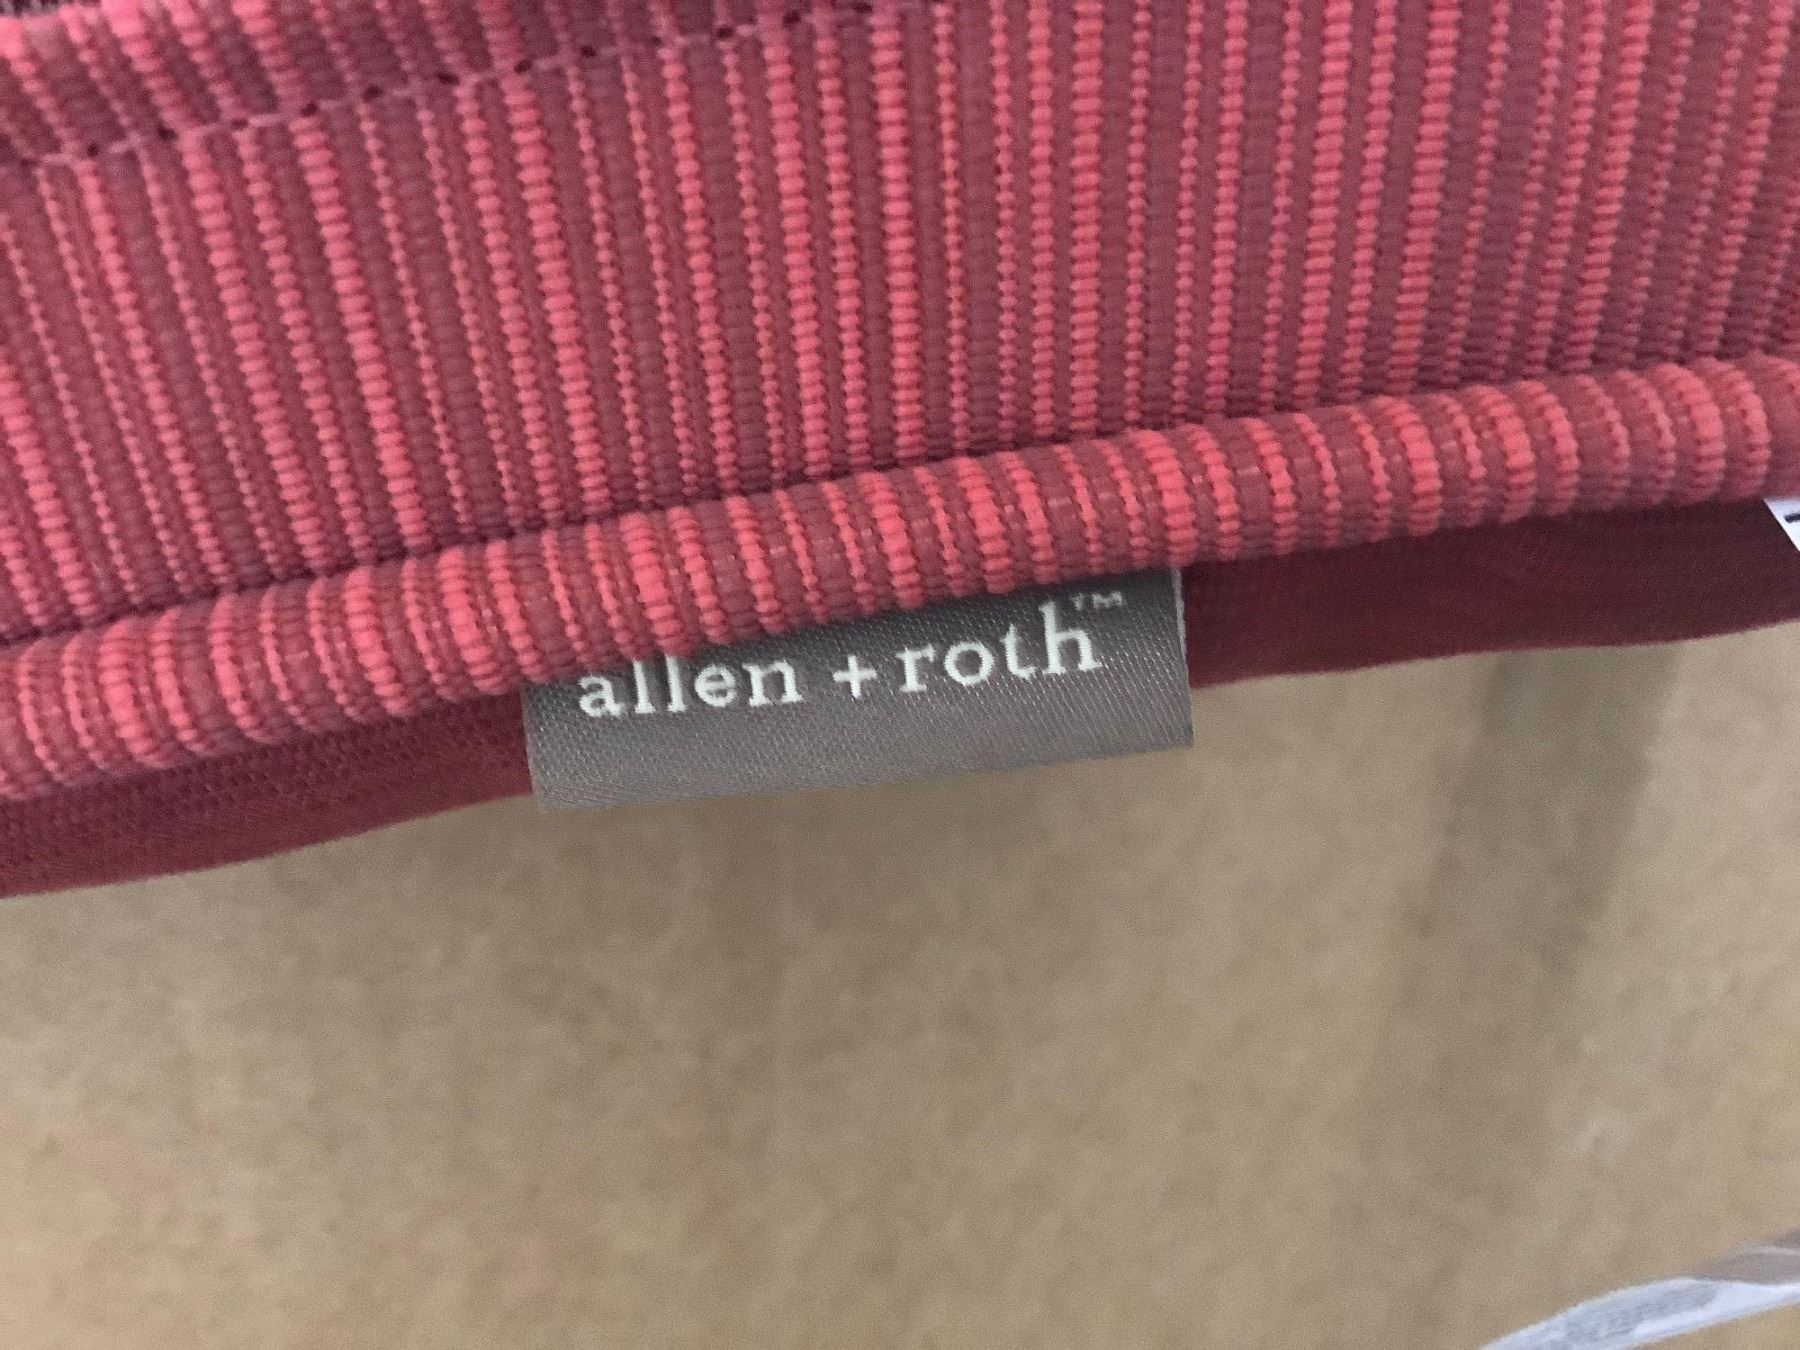 allen + roth™